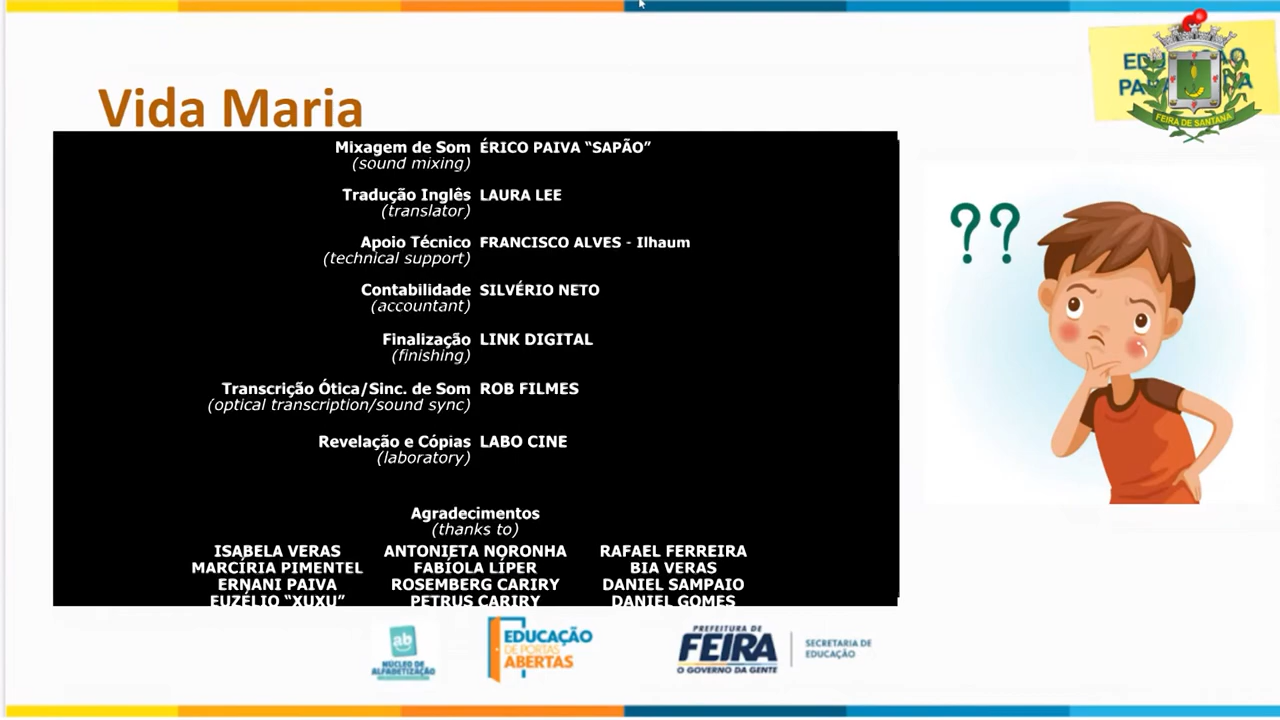 Vida Maria
Mixagem de Som ÉRICO PAIVA “SAPÃO”
(sound mixing)
Tradução Inglês LAURA LEE
(translator)
Apoio Técnico FRANCISCO ALVES - Ilhaum
(technical support)
Contabilidade SILVÉRIO NETO
(accountant)
Finalização LINK DIGITAL
(finishing)
Transcrição Ótica/Sinc. de Som ROB FILMES
(optical transcription/sound sync)
Revelação e Cópias LABO CINE
(laboratory)
Agradecimentos
(thanks to)
ISABELA VERAS ANTONIETA NORONHA RAFAEL FERREIRA
MARCÍRIA PIMENTEL FABÍOLA LÍPER BIA VERAS
ERNANI PAIVA ROSEMBERG CARIRY DANIEL SAMPAIO
EUZÉLIO “XUXU” PETRUS CARIRY DANIEL GOMES
??
FEIRA DE SANTANA
ab
NÚCLEO DE
ALFABETIZAÇÃO
EDUCAÇÃO
DE PORTAS
ABERTAS
PREFEITURA DE
FEIRA
O GOVERNO DA GENTE
SECRETARIA DE
EDUCAÇÃO